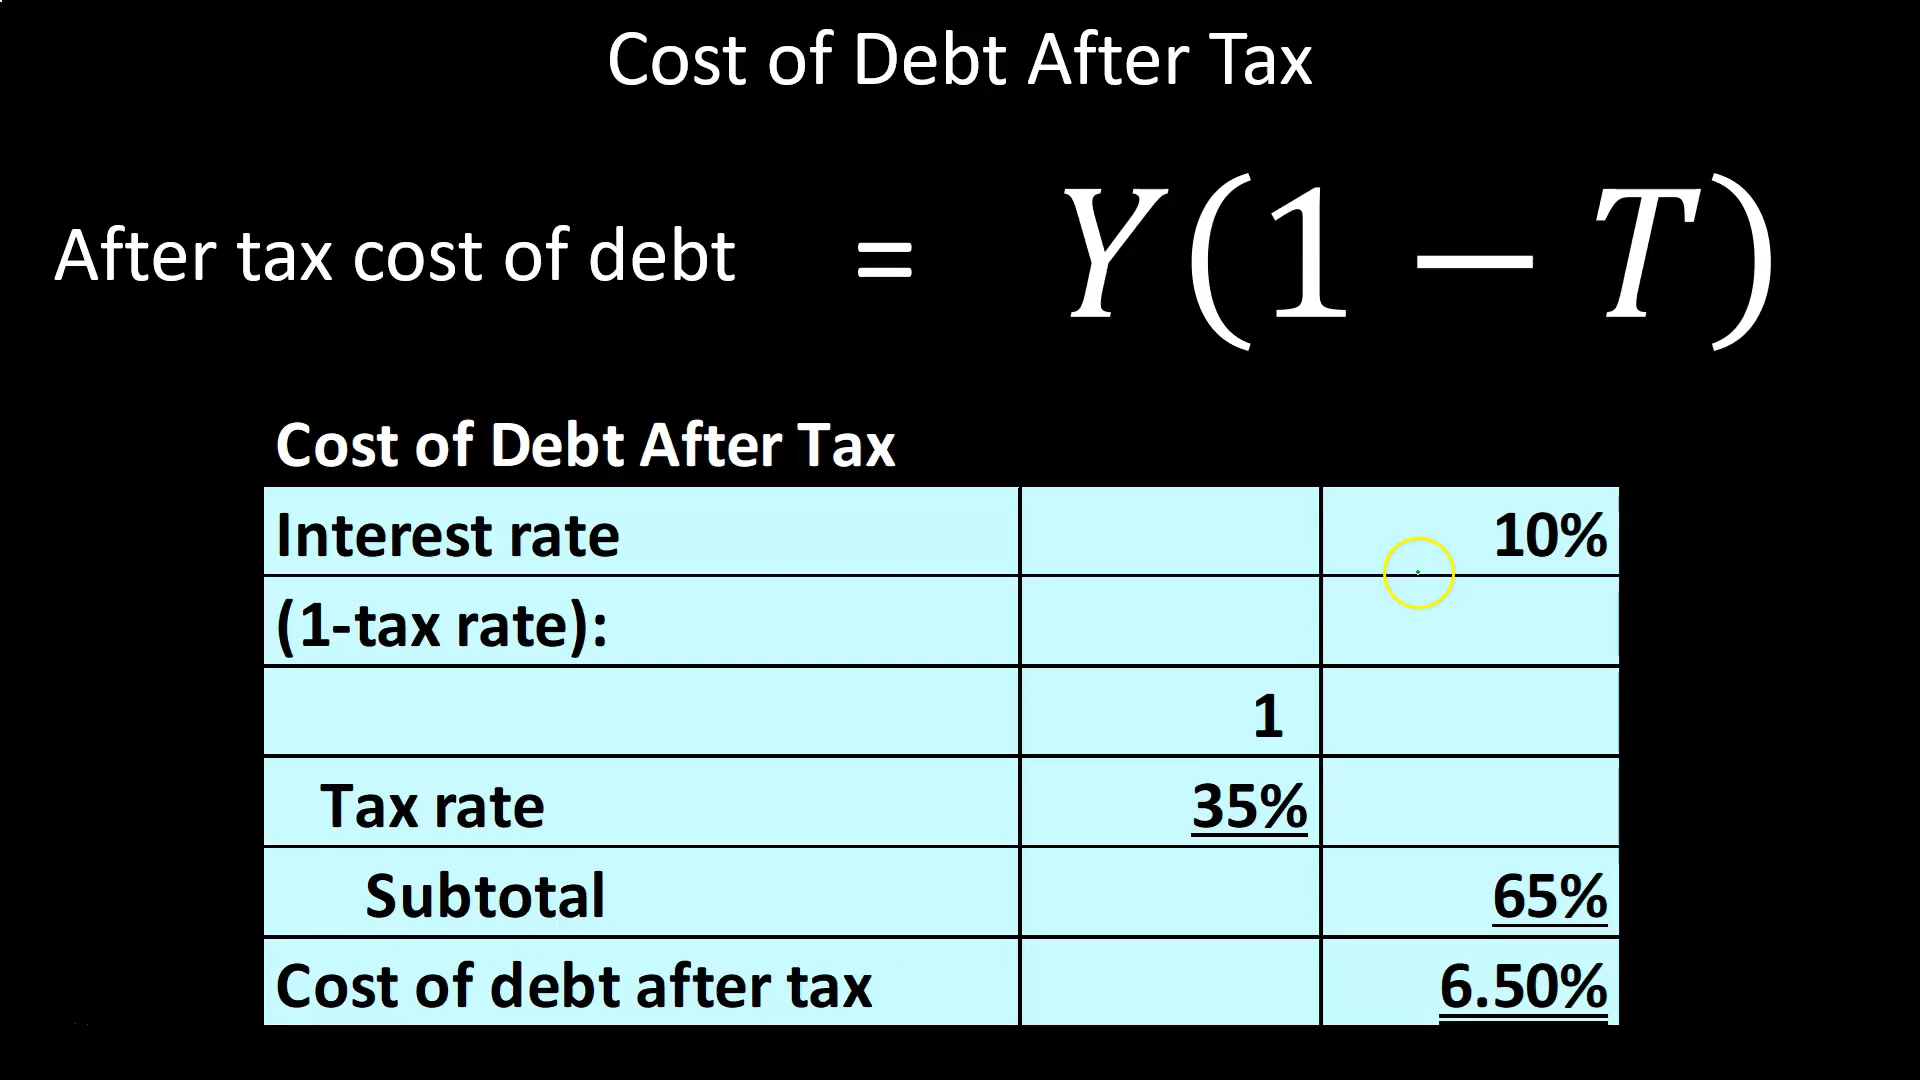 Cost of Debt After Tax
After tax cost of debt = Y(1 − T)
Cost of Debt After Tax
Interest rate 10%
(1-tax rate):
1
Tax rate 35%
Subtotal 65%
Cost of debt after tax 6.50%